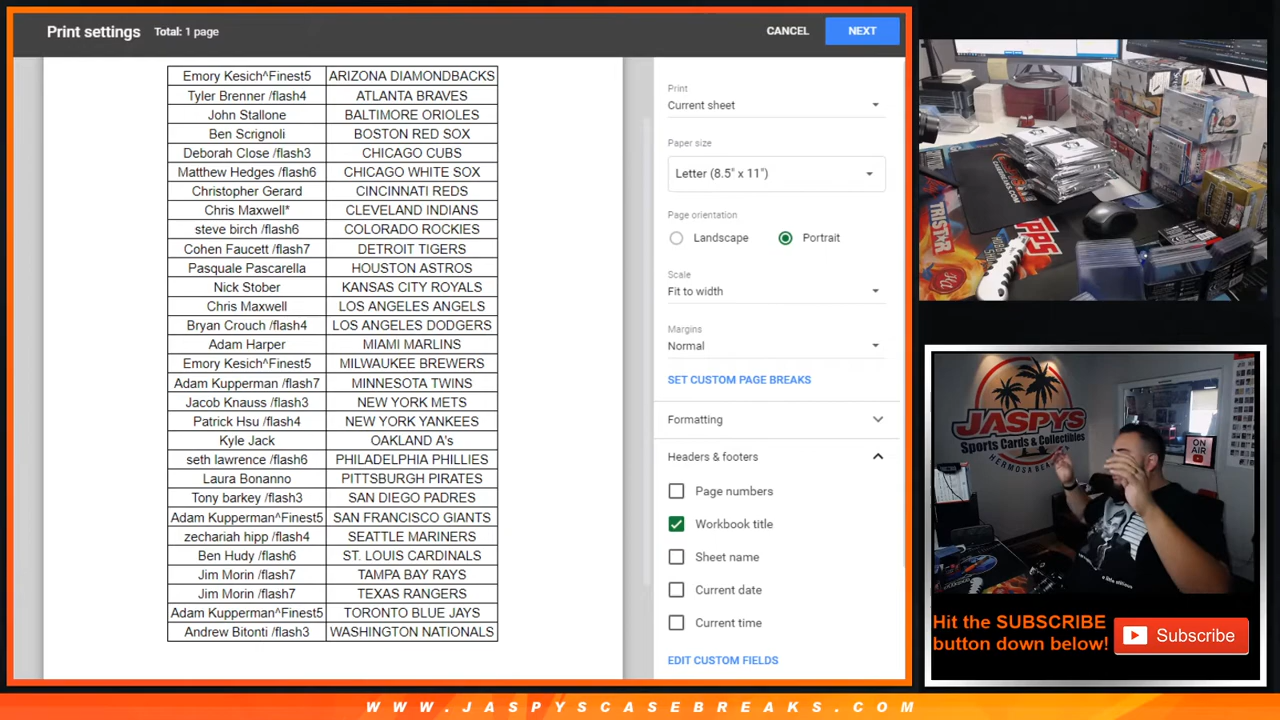 Print settings Total: 1 page CANCEL NEXT
Emory Kesich^Finest5 ARIZONA DIAMONDBACKS
Tyler Brenner /flash4 ATLANTA BRAVES
John Stallone BALTIMORE ORIOLES
Ben Scrignoli BOSTON RED SOX
Deborah Close /flash3 CHICAGO CUBS
Matthew Hedges /flash6 CHICAGO WHITE SOX
Christopher Gerard CINCINNATI REDS
Chris Maxwell* CLEVELAND INDIANS
steve birch /flash6 COLORADO ROCKIES
Cohen Faucett /flash7 DETROIT TIGERS
Pasquale Pascarella HOUSTON ASTROS
Nick Stober KANSAS CITY ROYALS
Chris Maxwell LOS ANGELES ANGELS
Bryan Crouch /flash4 LOS ANGELES DODGERS
Adam Harper MIAMI MARLINS
Emory Kesich^Finest5 MILWAUKEE BREWERS
Adam Kupperman /flash7 MINNESOTA TWINS
Jacob Knauss /flash3 NEW YORK METS
Patrick Hsu /flash4 NEW YORK YANKEES
Kyle Jack OAKLAND A's
seth lawrence /flash6 PHILADELPHIA PHILLIES
Laura Bonanno PITTSBURGH PIRATES
Tony barkey /flash3 SAN DIEGO PADRES
Adam Kupperman^Finest5 SAN FRANCISCO GIANTS
zechariah hipp /flash4 SEATTLE MARINERS
Ben Hudy /flash6 ST. LOUIS CARDINALS
Jim Morin /flash7 TAMPA BAY RAYS
Jim Morin /flash7 TEXAS RANGERS
Adam Kupperman^Finest5 TORONTO BLUE JAYS
Andrew Bitonti /flash3 WASHINGTON NATIONALS
Print
Current sheet
Paper size
Letter (8.5" x 11")
Page orientation
Landscape Portrait
Scale
Fit to width
Margins
Normal
SET CUSTOM PAGE BREAKS
Formatting
Headers & footers
Page numbers
Workbook title
Sheet name
Current date
Current time
EDIT CUSTOM FIELDS
TRISTAR
TOPPS
JASPYS
Sports Cards & Collectibles
HERMOSA BEACH
ON
AIR
Hit the SUBSCRIBE
button down below!
Subscribe
WWW.JASPYSCASEBREAKS.COM